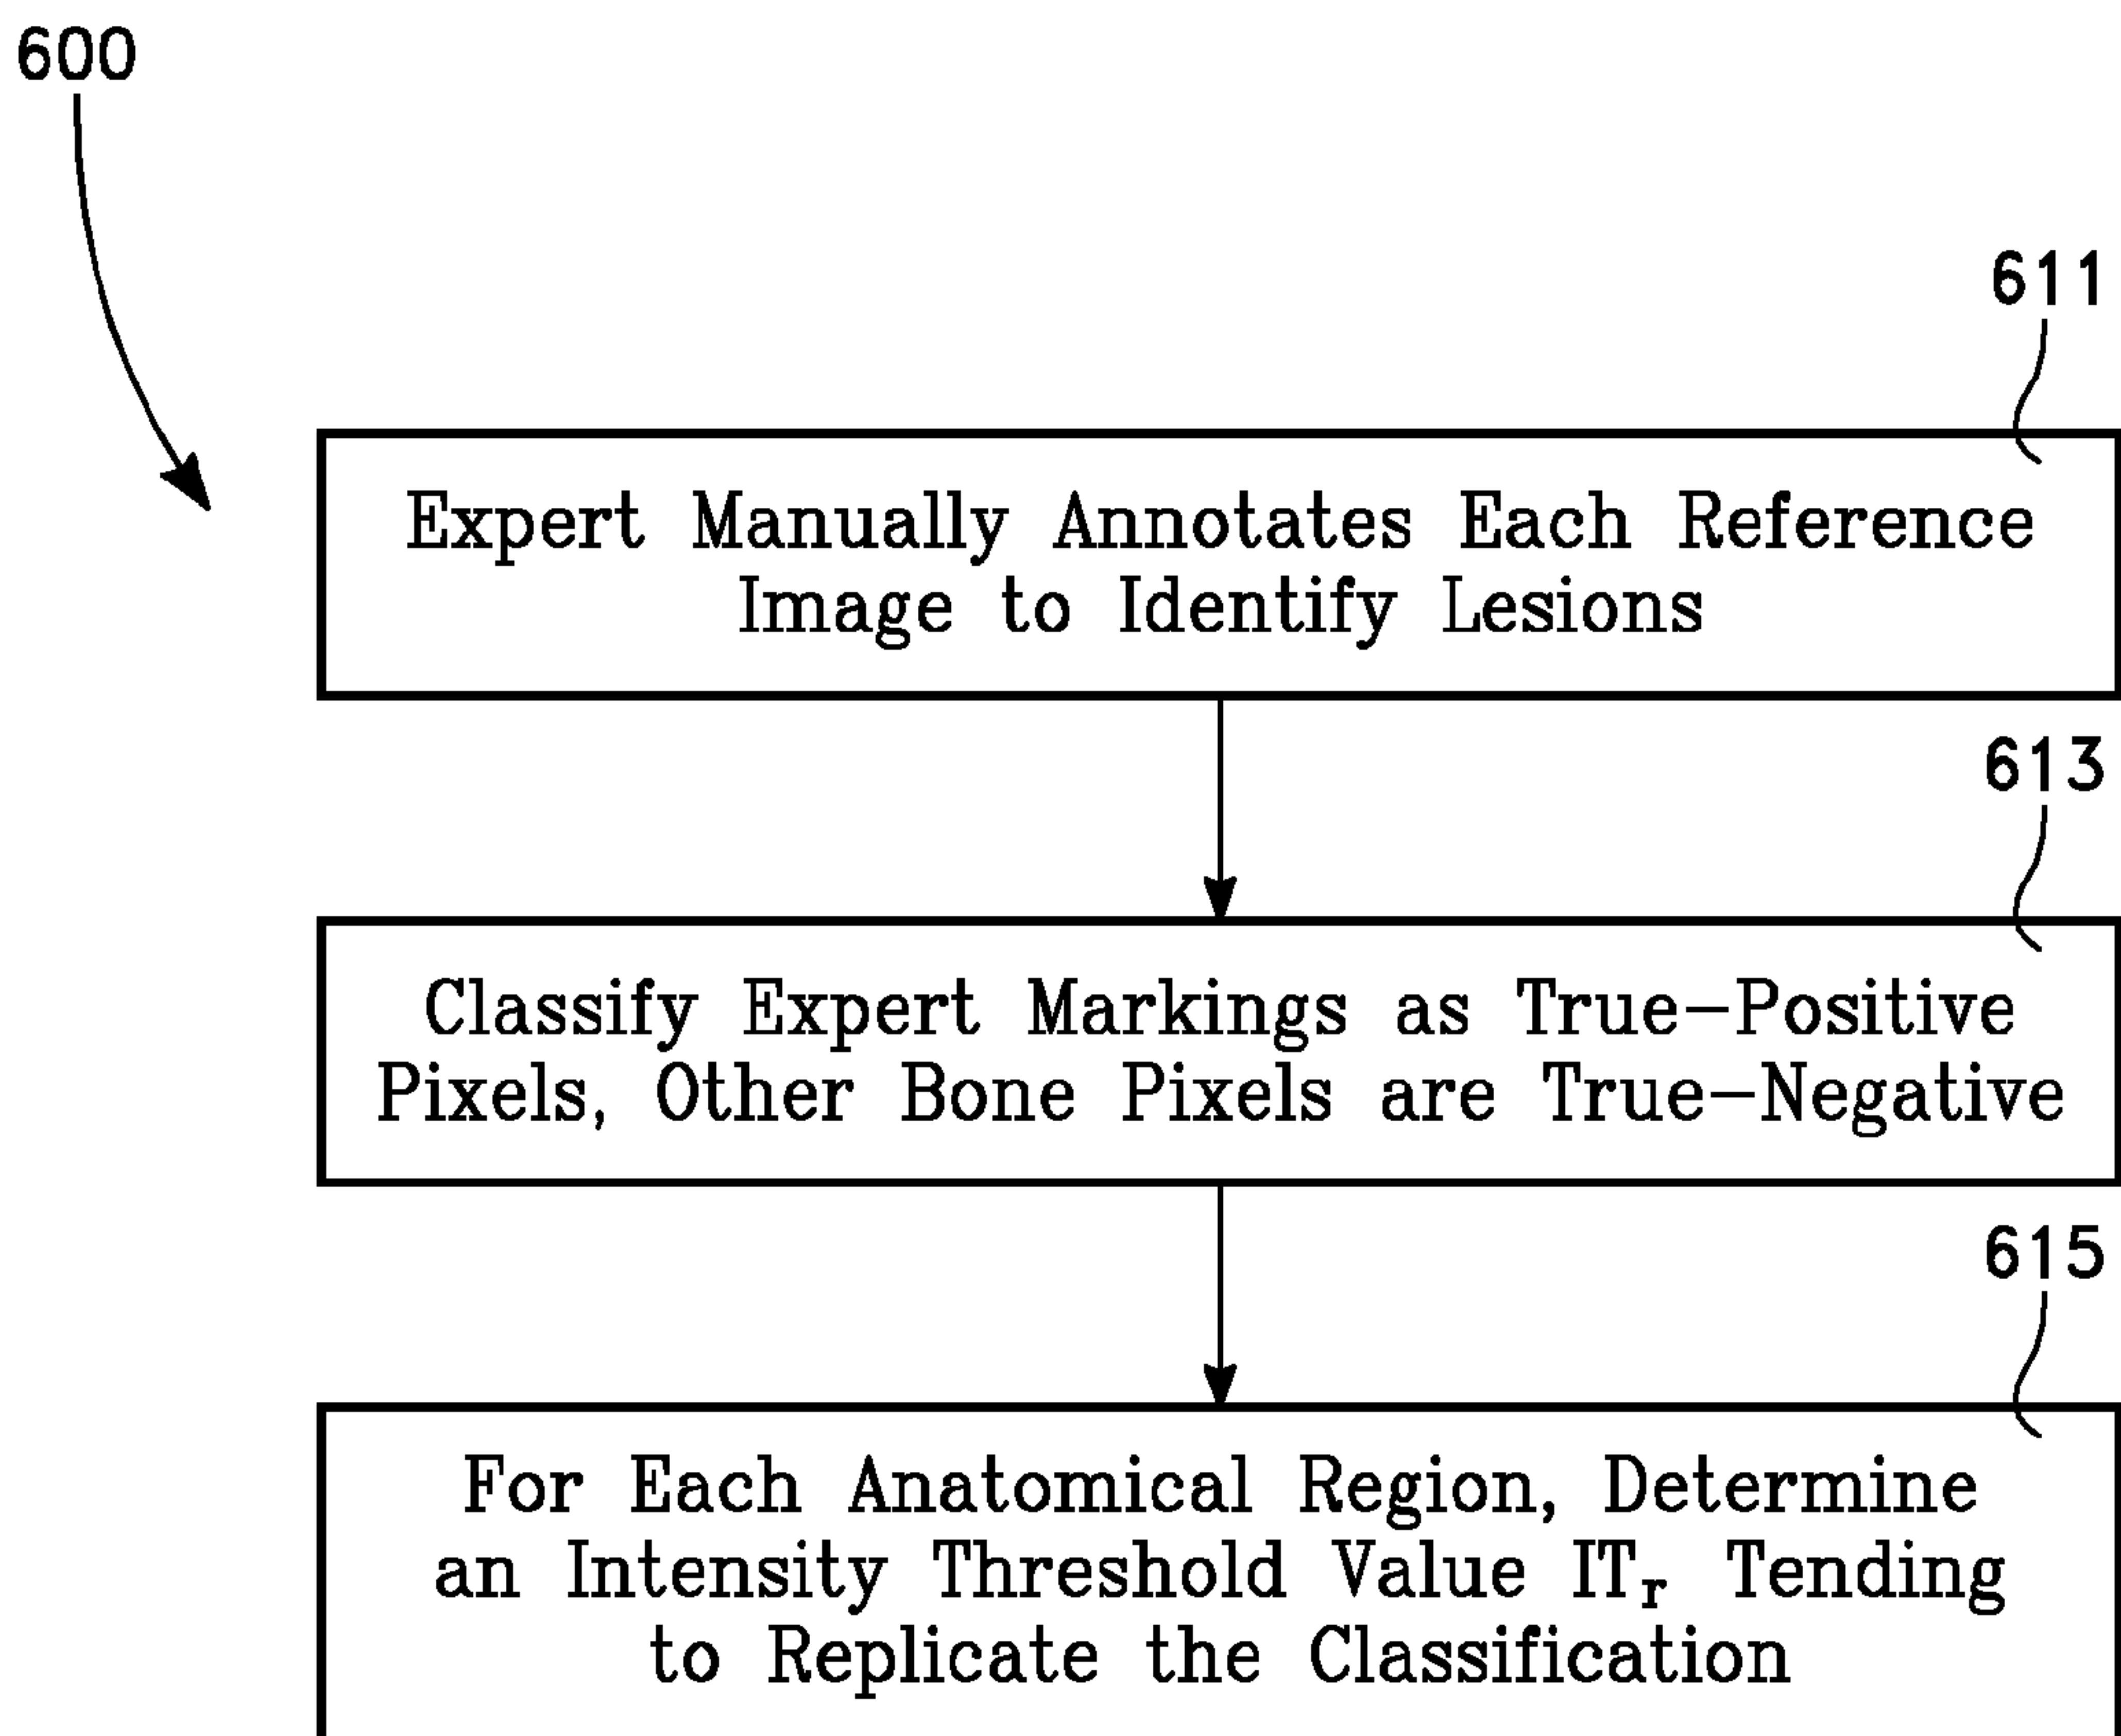 600
611
Expert Manually Annotates Each Reference
Image to Identify Lesions
613
Classify Expert Markings as True-Positive
Pixels, Other Bone Pixels are True-Negative
615
For Each Anatomical Region, Determine
an Intensity Threshold Value ITr Tending
to Replicate the Classification